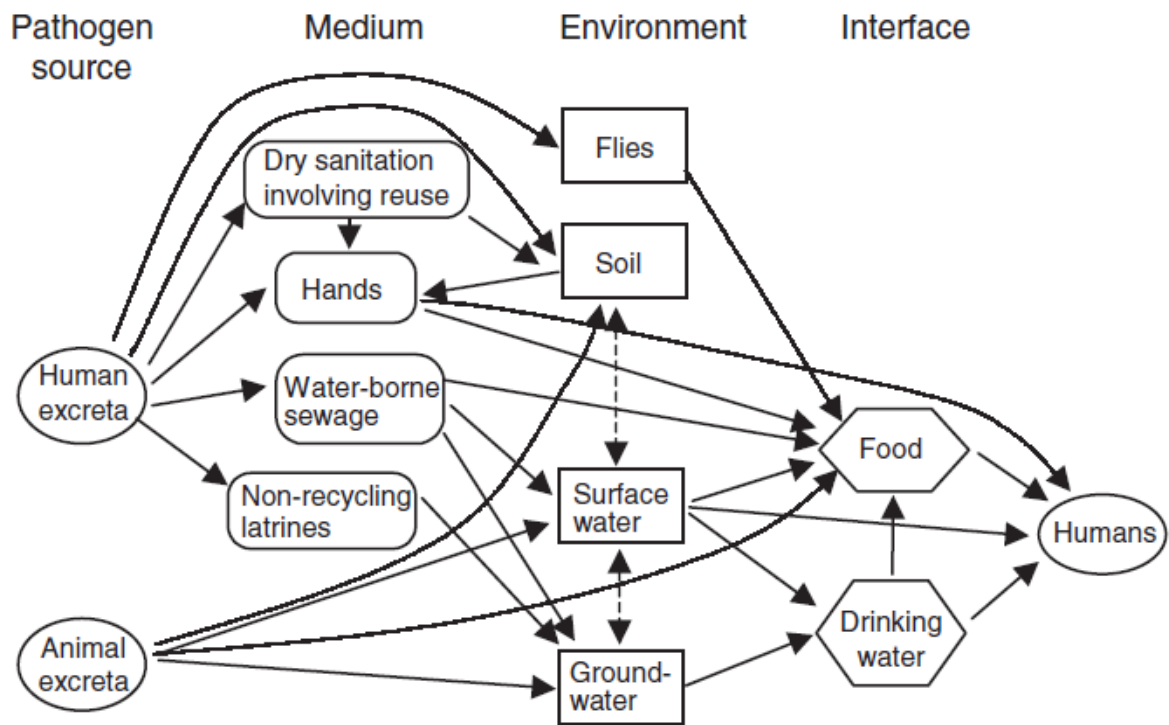 Pathogen
source
Medium
Environment
Interface
Flies
Dry sanitation
involving reuse
Soil
Hands
Human
excreta
Water-borne
sewage
Food
Non-recycling
latrines
Surface
water
Humans
Animal
excreta
Drinking
water
Ground-
water